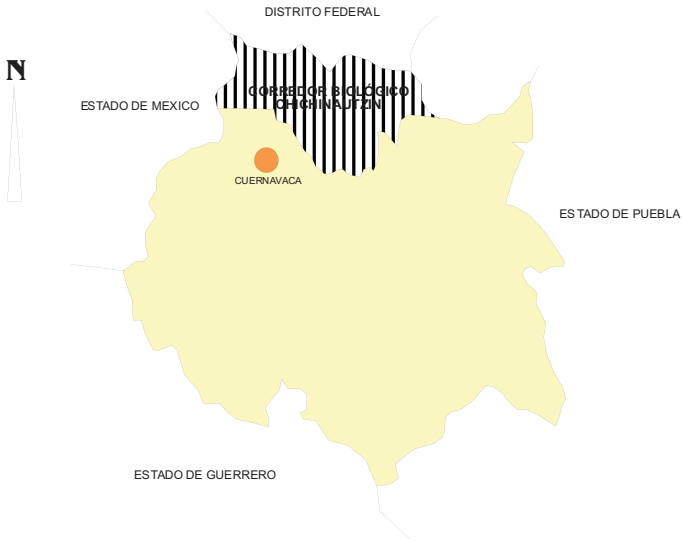 DISTRITO FEDERAL
N
CORREDOR BIOLÓGICO
CHICHINAUTZIN
ESTADO DE MEXICO
CUERNAVACA
ESTADO DE PUEBLA
ESTADO DE GUERRERO